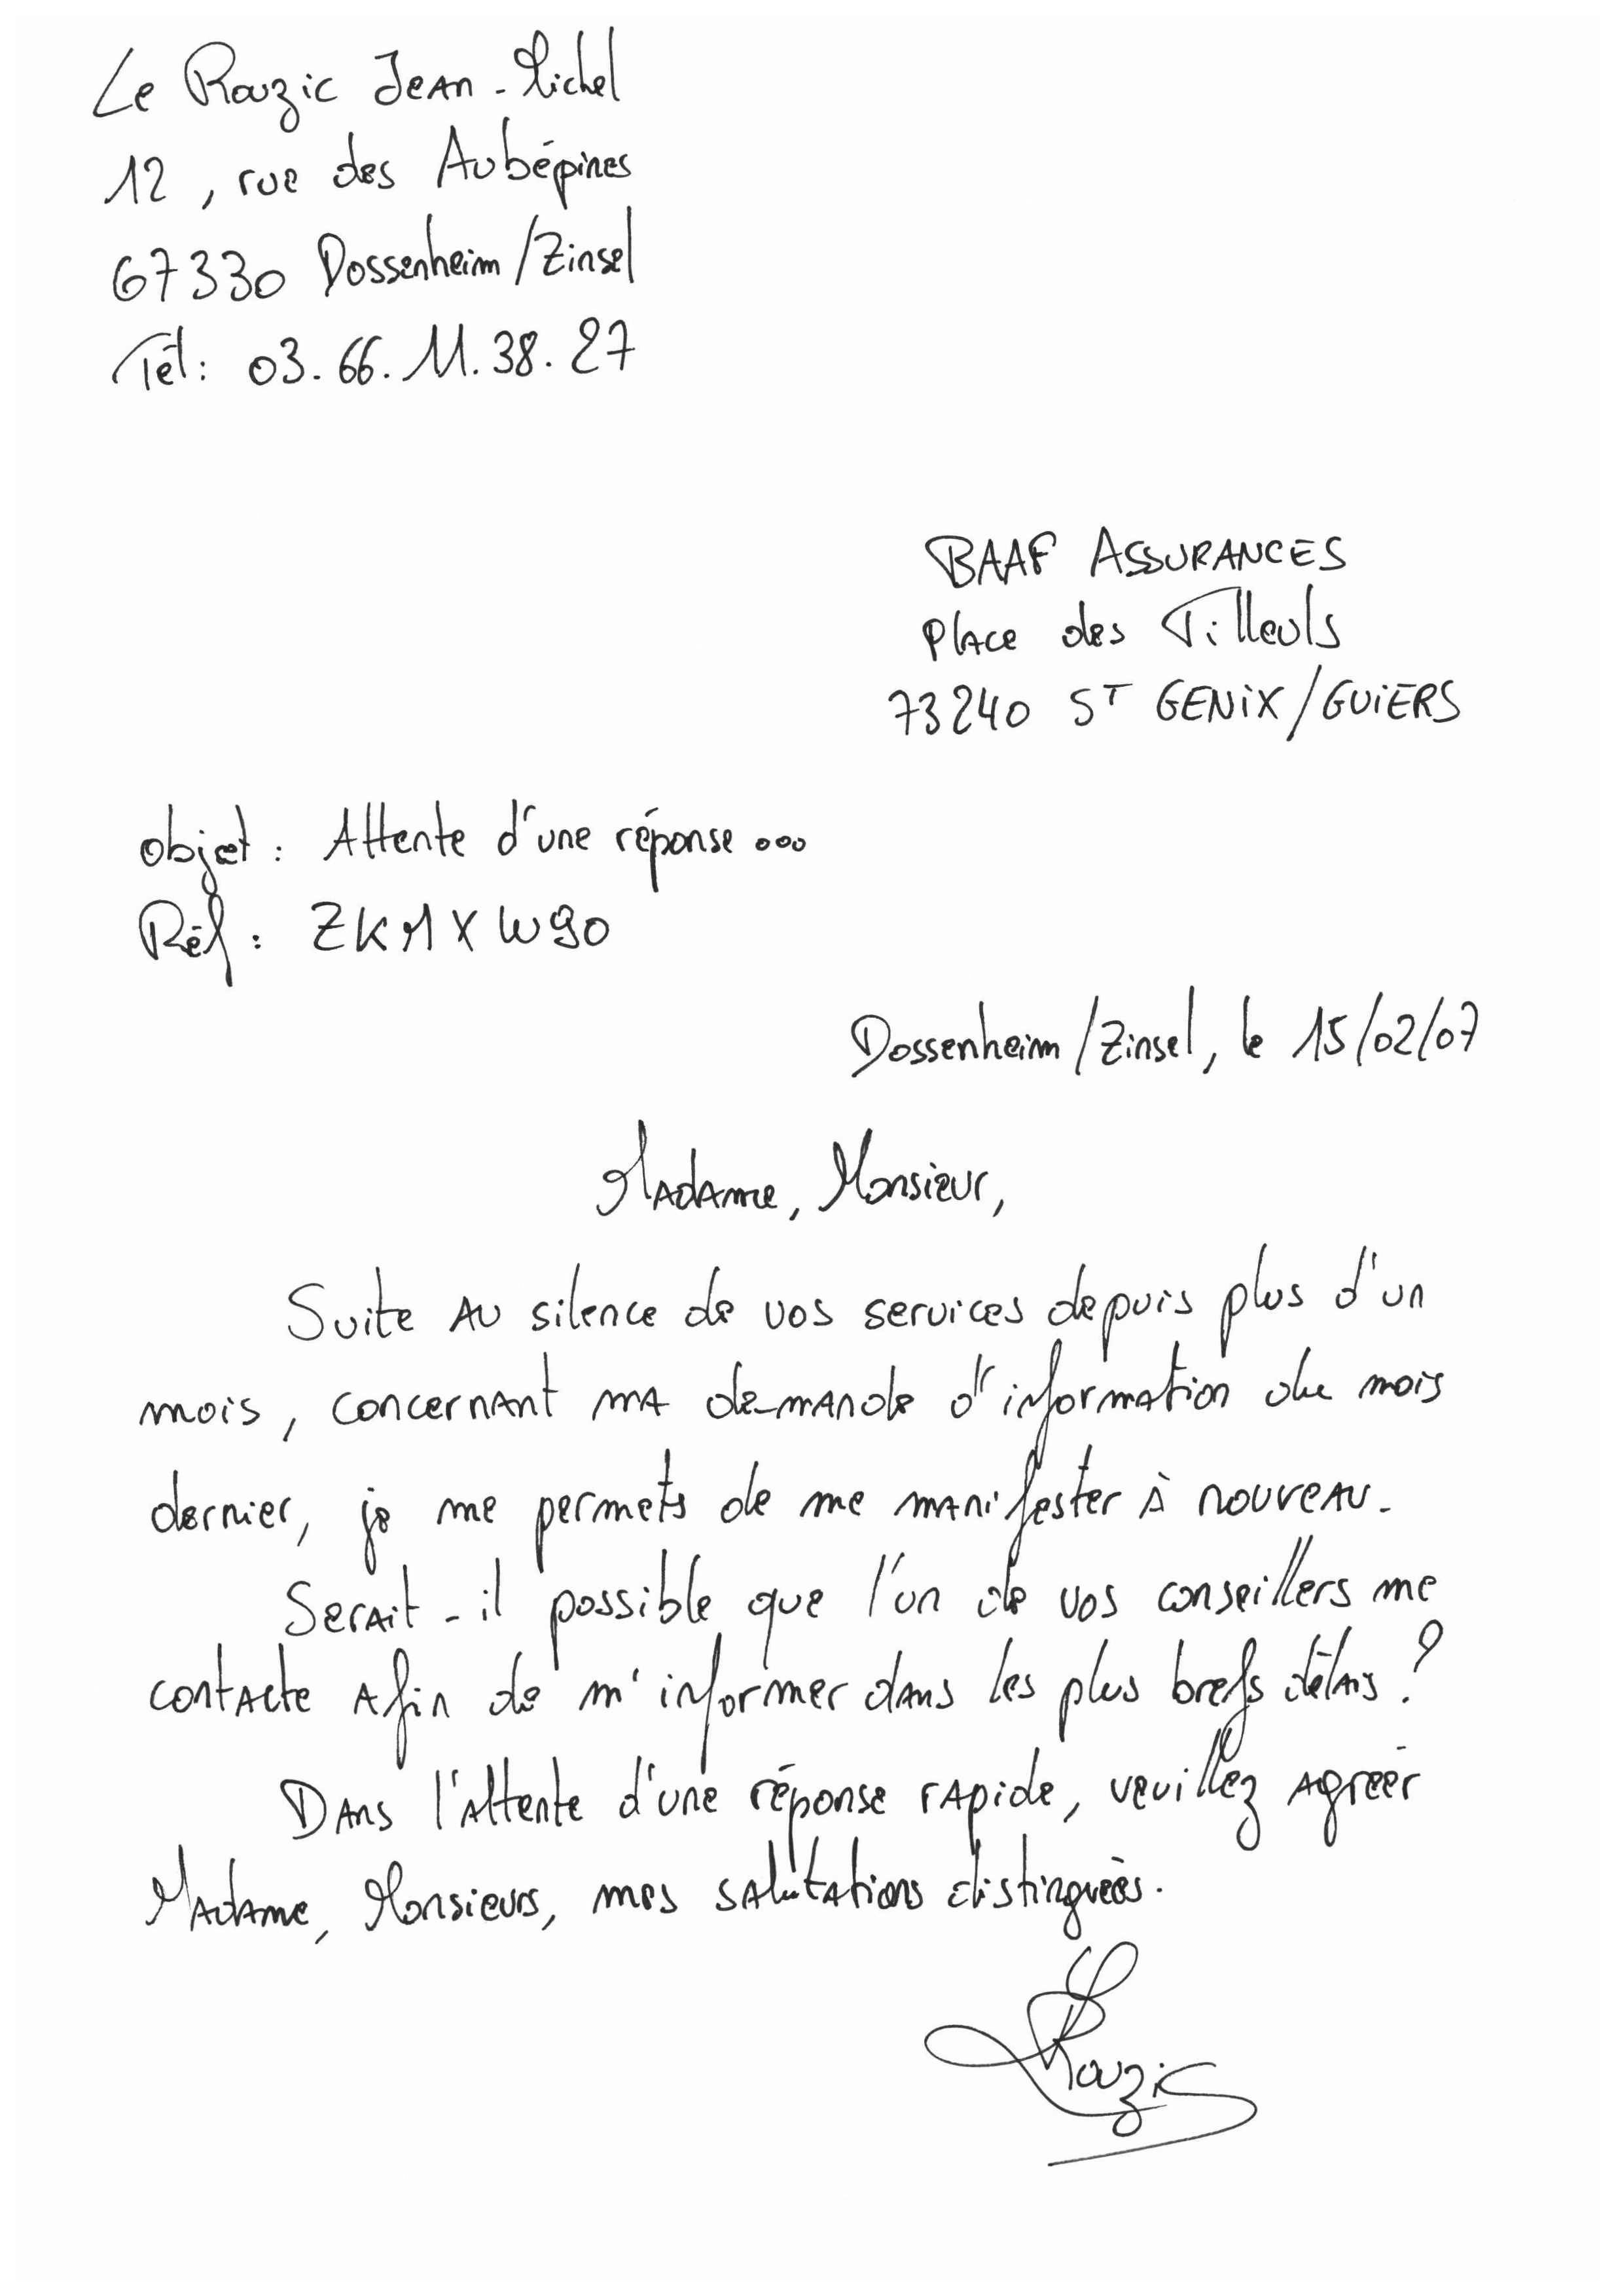 Le Rouzic Jean-Michel
12, rue des Aubépines
67330 Dossenheim/Zinsel
Tél: 03.66.11.38.27
BAAF ASSURANCES
Place des Tilleuls
73240 ST GENIX/GUIERS
objet : Attente d'une réponse...
Réf : ZKMXW90
Dossenheim/Zinsel, le 15/02/07
Madame, Monsieur,
Suite au silence de vos services depuis plus d'un
mois, concernant ma demande d'information du mois
dernier, je me permets de me manifester à nouveau.
Serait-il possible que l'un de vos conseillers me
contacte afin de m'informer dans les plus brefs délais ?
Dans l'attente d'une réponse rapide, veuillez agréer
Madame, Monsieurs, mes salutations distinguées.
Rouzic